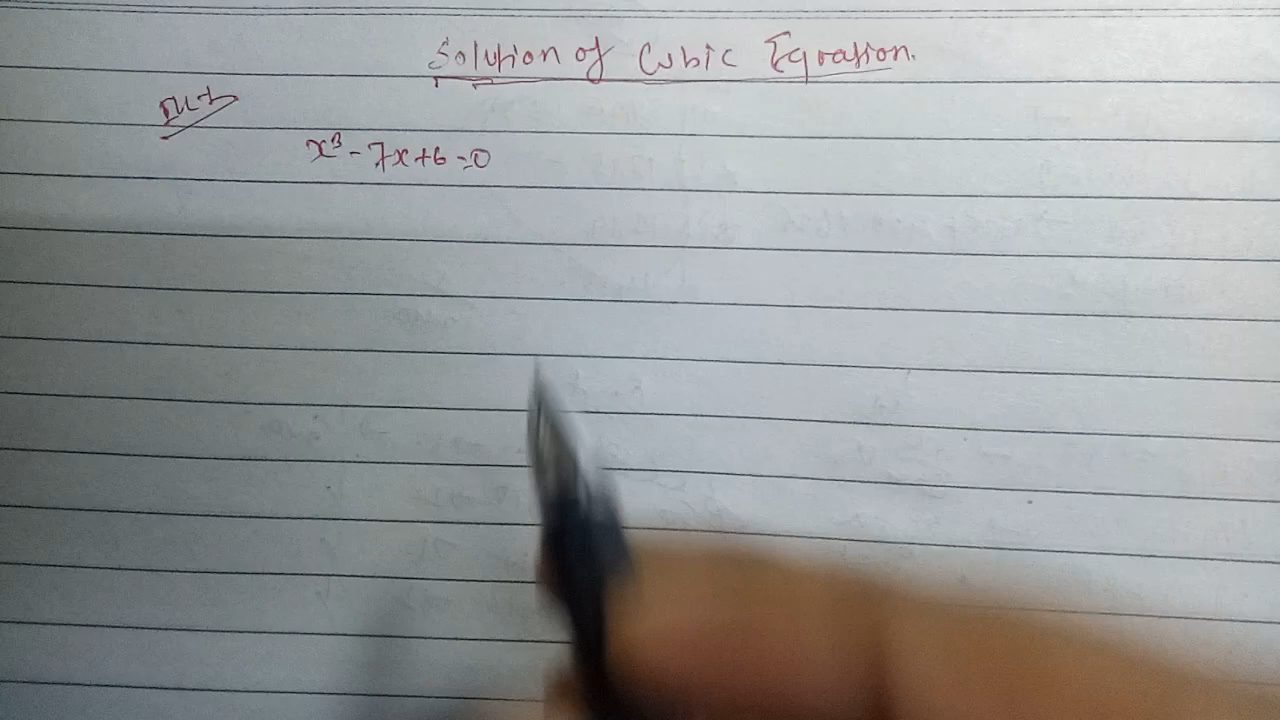 Solution of Cubic Equation.
x³ - 7x + 6 = 0